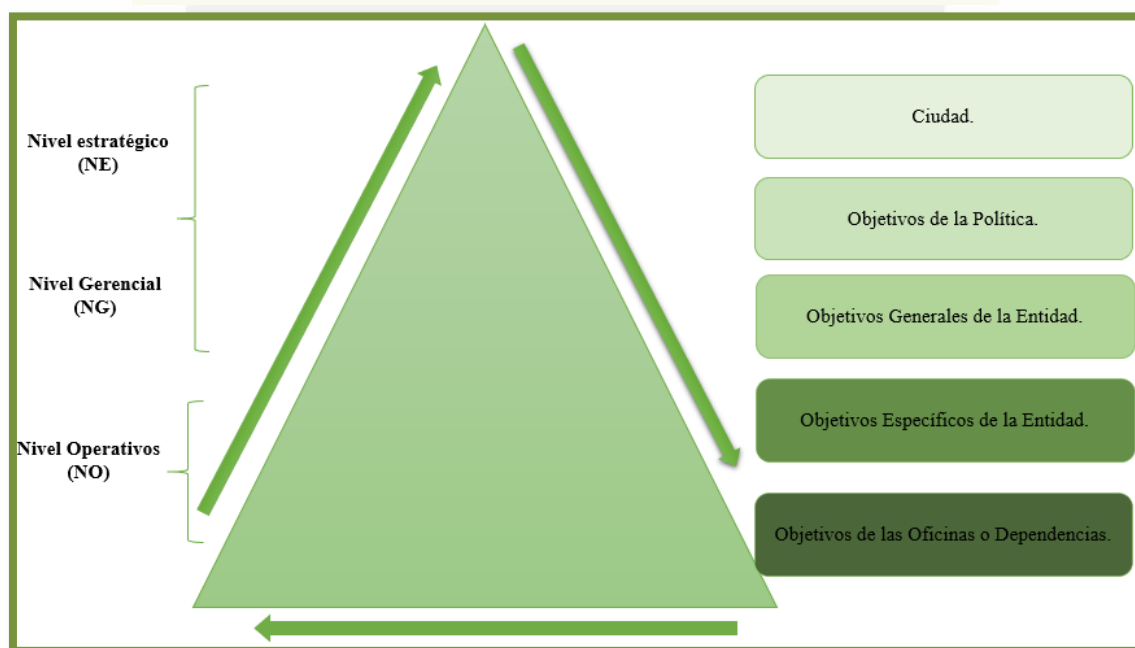 Nivel estratégico
(NE)
Nivel Gerencial
(NG)
Nivel Operativos
(NO)
Ciudad.
Objetivos de la Política.
Objetivos Generales de la Entidad.
Objetivos Específicos de la Entidad.
Objetivos de las Oficinas o Dependencias.